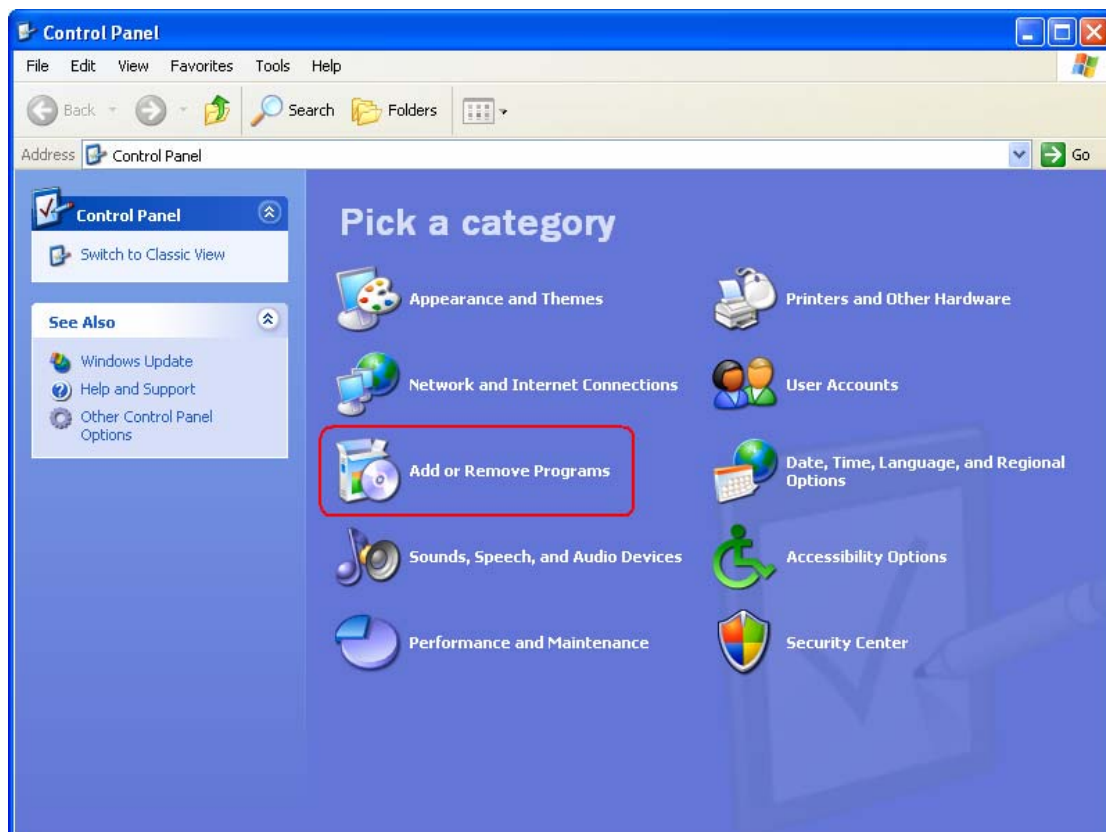 Control Panel
File Edit View Favorites Tools Help
Back Search Folders
Address Control Panel Go
Control Panel
Switch to Classic View
See Also
Windows Update
Help and Support
Other Control Panel
Options
Pick a category
Appearance and Themes
Printers and Other Hardware
Network and Internet Connections
User Accounts
Add or Remove Programs
Date, Time, Language, and Regional
Options
Sounds, Speech, and Audio Devices
Accessibility Options
Performance and Maintenance
Security Center